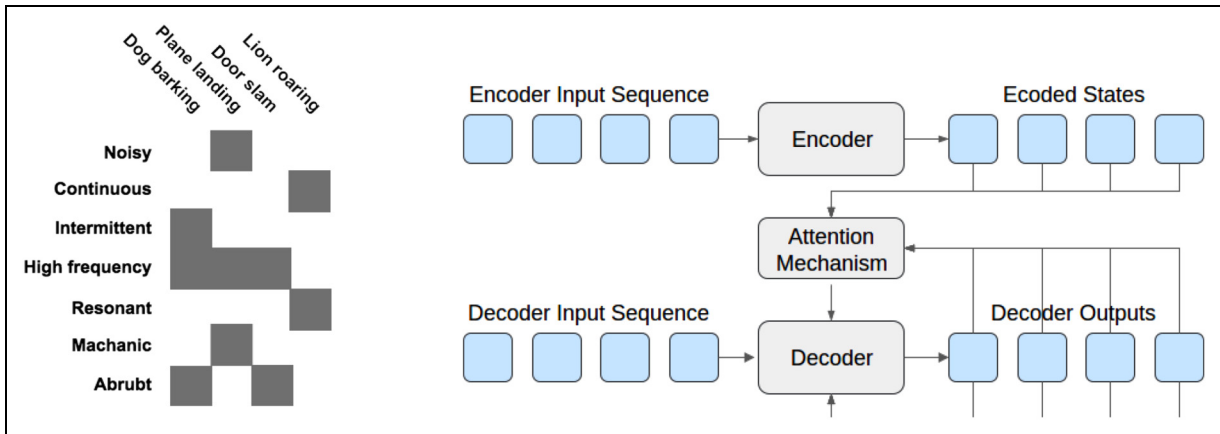 Dog barking
Plane landing
Door slam
Lion roaring
Noisy
Continuous
Intermittent
High frequency
Resonant
Machanic
Abrubt
Encoder Input Sequence
Encoder
Ecoded States
Attention
Mechanism
Decoder Input Sequence
Decoder
Decoder Outputs